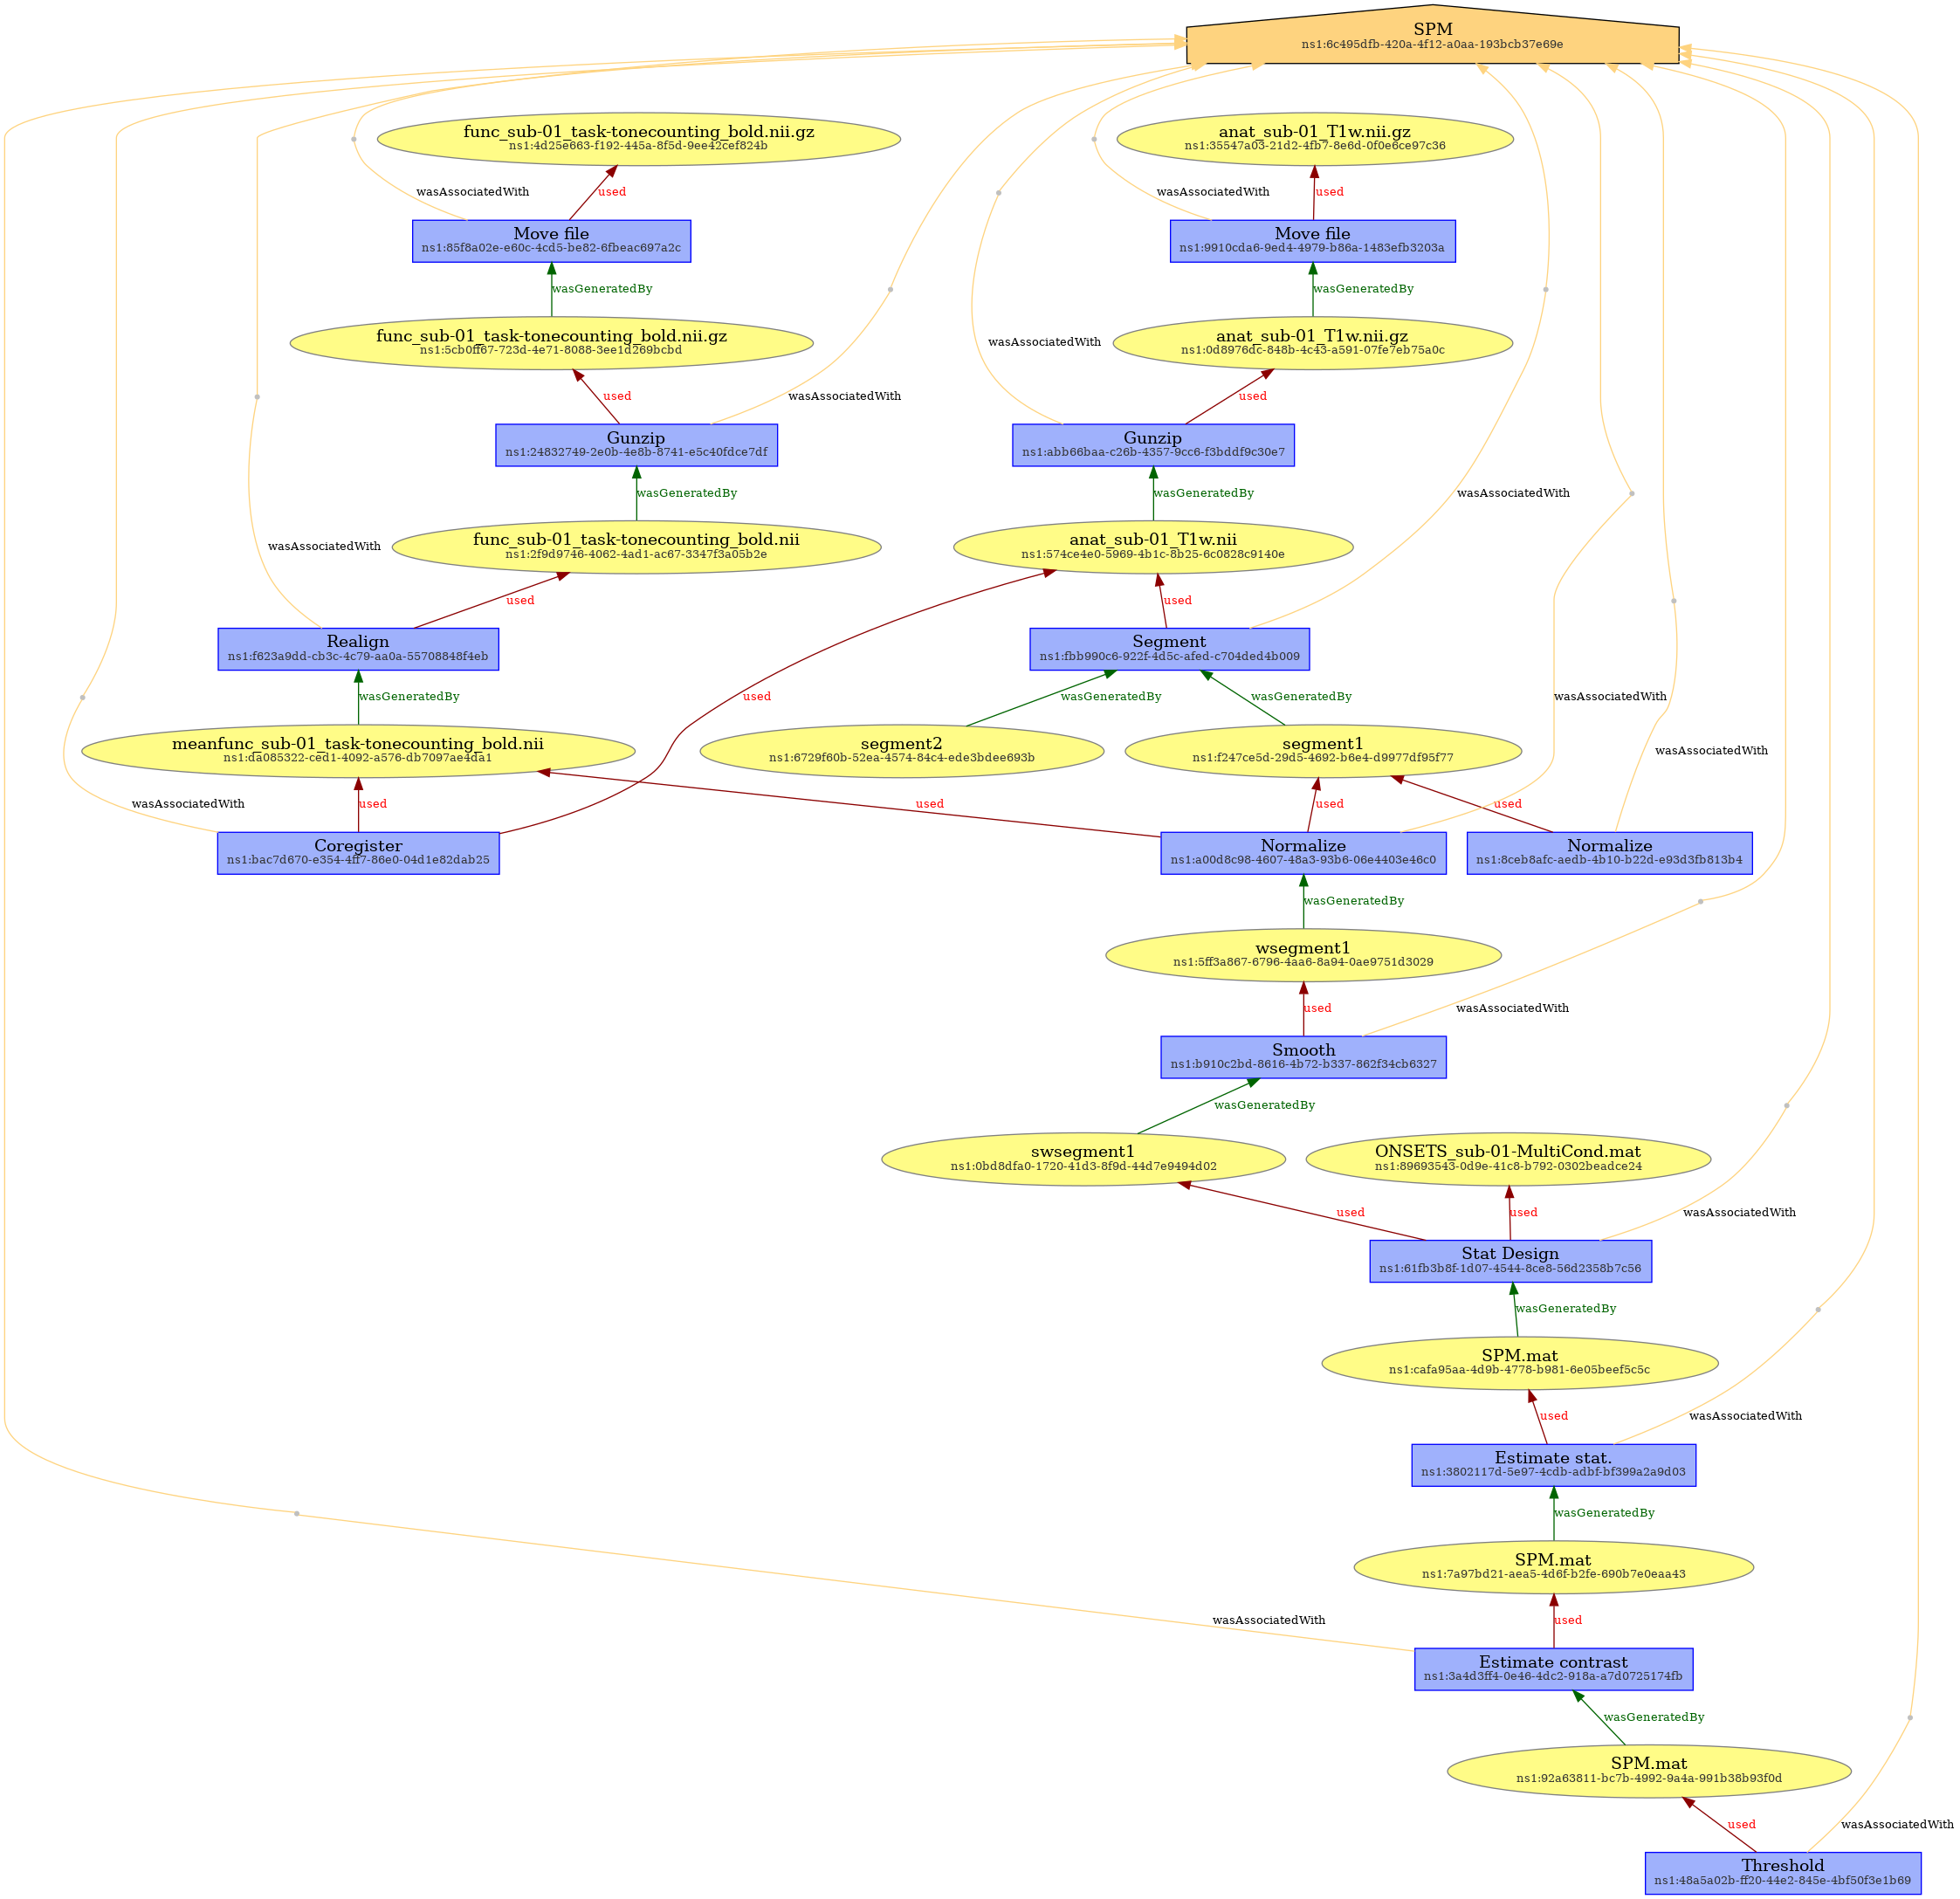 SPM
ns1:6c495dfb-420a-4f12-a0aa-193bcb37e69e
func_sub-01_task-tonecounting_bold.nii.gz
ns1:4d25e663-f192-445a-8f5d-9ee42cef824b
anat_sub-01_T1w.nii.gz
ns1:35547a03-21d2-4fb7-8e6d-0f0e6ce97c36
wasAssociatedWith
used
wasAssociatedWith
used
Move file
ns1:85f8a02e-e60c-4cd5-be82-6fbeac697a2c
Move file
ns1:9910cda6-9ed4-4979-b86a-1483efb3203a
wasGeneratedBy
wasGeneratedBy
func_sub-01_task-tonecounting_bold.nii.gz
ns1:5cb0ff67-723d-4e71-8088-3ee1d269bcbd
wasAssociatedWith
anat_sub-01_T1w.nii.gz
ns1:0d8976dc-848b-4c43-a591-07fe7eb75a0c
used
wasAssociatedWith
used
Gunzip
ns1:24832749-2e0b-4e8b-8741-e5c40fdce7df
Gunzip
ns1:abb66baa-c26b-4357-9cc6-f3bddf9c30e7
wasGeneratedBy
wasGeneratedBy
wasAssociatedWith
wasAssociatedWith
func_sub-01_task-tonecounting_bold.nii
ns1:2f9d9746-4062-4ad1-ac67-3347f3a05b2e
anat_sub-01_T1w.nii
ns1:574ce4e0-5969-4b1c-8b25-6c0828c9140e
used
used
Realign
ns1:f623a9dd-cb3c-4c79-aa0a-55708848f4eb
Segment
ns1:fbb990c6-922f-4d5c-afed-c704ded4b009
wasGeneratedBy
used
wasGeneratedBy
wasGeneratedBy
wasAssociatedWith
meanfunc_sub-01_task-tonecounting_bold.nii
ns1:da085322-ced1-4092-a576-db7097ae4da1
segment2
ns1:6729f60b-52ea-4574-84c4-ede3bdee693b
segment1
ns1:f247ce5d-29d5-4692-b6e4-d9977df95f77
wasAssociatedWith
wasAssociatedWith
used
used
used
used
Coregister
ns1:bac7d670-e354-4ff7-86e0-04d1e82dab25
Normalize
ns1:a00d8c98-4607-48a3-93b6-06e4403e46c0
Normalize
ns1:8ceb8afc-aedb-4b10-b22d-e93d3fb813b4
wasGeneratedBy
wsegment1
ns1:5ff3a867-6796-4aa6-8a94-0ae9751d3029
used
wasAssociatedWith
Smooth
ns1:b910c2bd-8616-4b72-b337-862f34cb6327
wasGeneratedBy
swsegment1
ns1:0bd8dfa0-1720-41d3-8f9d-44d7e9494d02
ONSETS_sub-01-MultiCond.mat
ns1:89693543-0d9e-41c8-b792-0302beadce24
used
used
wasAssociatedWith
Stat Design
ns1:61fb3b8f-1d07-4544-8ce8-56d2358b7c56
wasGeneratedBy
SPM.mat
ns1:cafa95aa-4d9b-4778-b981-6e05beef5c5c
used
wasAssociatedWith
Estimate stat.
ns1:3802117d-5e97-4cdb-adbf-bf399a2a9d03
wasGeneratedBy
SPM.mat
ns1:7a97bd21-aea5-4d6f-b2fe-690b7e0eaa43
wasAssociatedWith
used
Estimate contrast
ns1:3a4d3ff4-0e46-4dc2-918a-a7d0725174fb
wasGeneratedBy
SPM.mat
ns1:92a63811-bc7b-4992-9a4a-991b38b93f0d
used
wasAssociatedWith
Threshold
ns1:48a5a02b-ff20-44e2-845e-4bf50f3e1b69